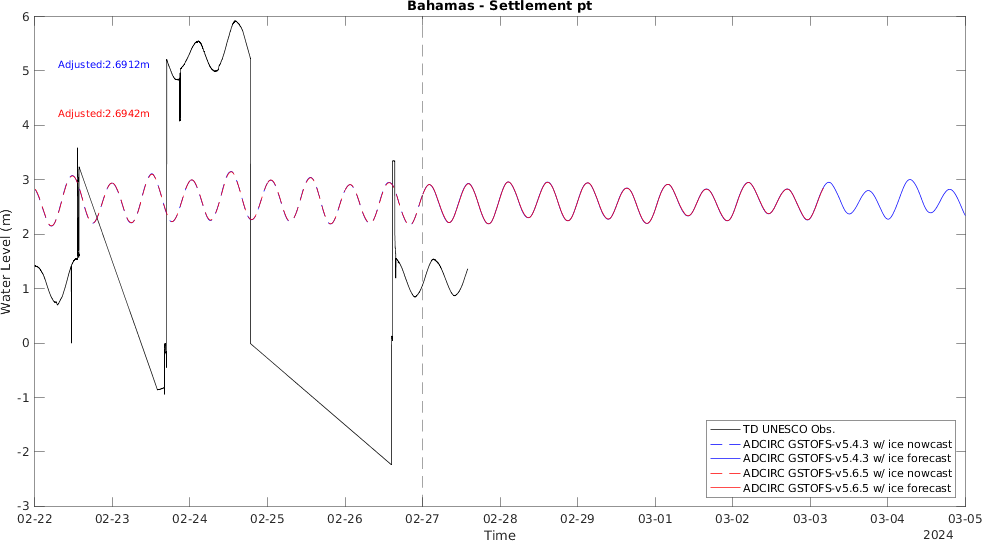 Bahamas - Settlement pt
6
5
4
3
2
1
0
-1
-2
-3
Water Level (m)
Adjusted:2.6912m
Adjusted:2.6942m
TD UNESCO Obs.
ADCIRC GSTOFS-v5.4.3 w/ ice nowcast
ADCIRC GSTOFS-v5.4.3 w/ ice forecast
ADCIRC GSTOFS-v5.6.5 w/ ice nowcast
ADCIRC GSTOFS-v5.6.5 w/ ice forecast
02-22 02-23 02-24 02-25 02-26 02-27 02-28 02-29 03-01 03-02 03-03 03-04 03-05
Time
2024